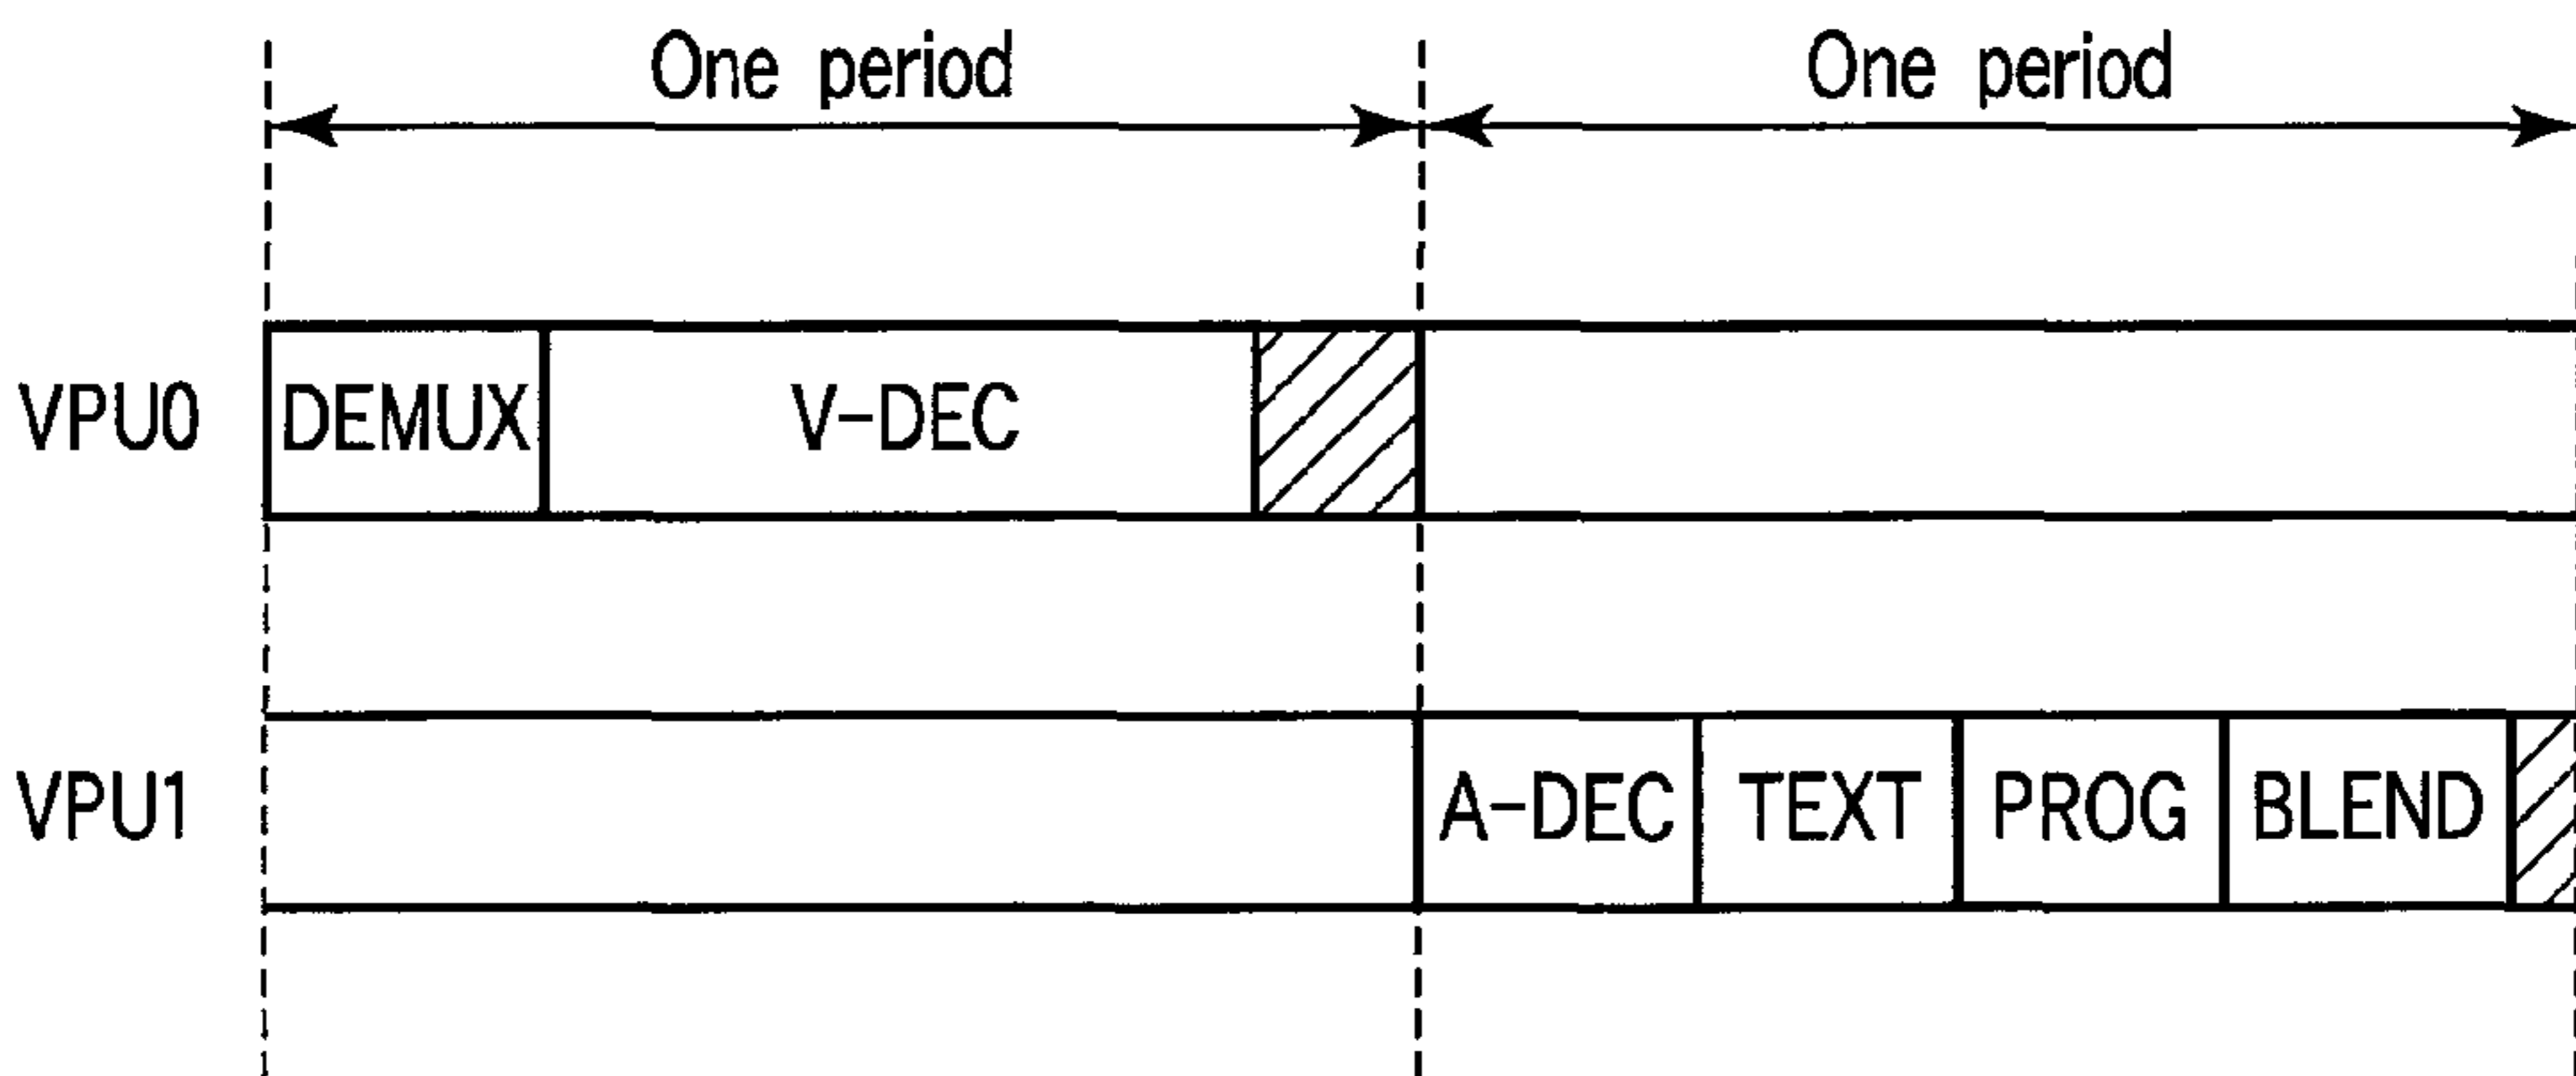 One period One period
VPU0 DEMUX V-DEC
VPU1 A-DEC TEXT PROG BLEND